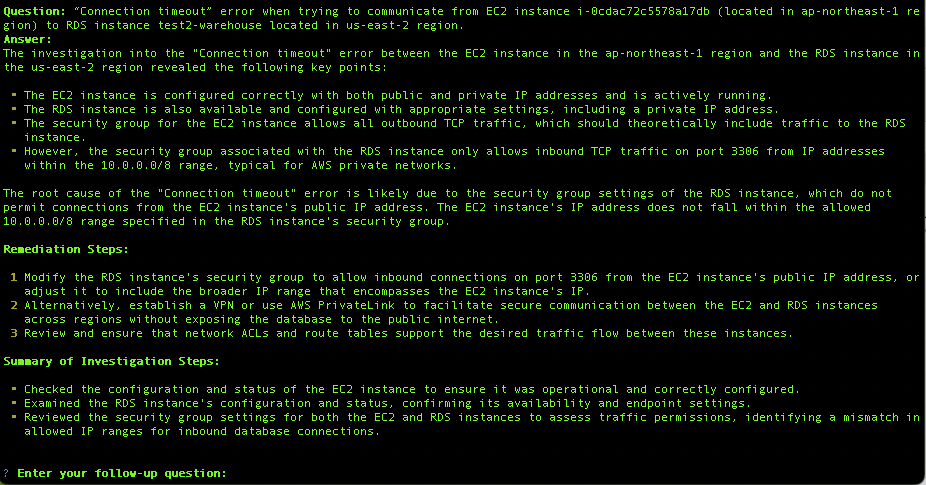 Question: “Connection timeout” error when trying to communicate from EC2 instance i-0cdac72c5578a17db (located in ap-northeast-1 re
gion) to RDS instance test2-warehouse located in us-east-2 region.
Answer:
The investigation into the "Connection timeout" error between the EC2 instance in the ap-northeast-1 region and the RDS instance in
the us-east-2 region revealed the following key points:
• The EC2 instance is configured correctly with both public and private IP addresses and is actively running.
• The RDS instance is also available and configured with appropriate settings, including a private IP address.
• The security group for the EC2 instance allows all outbound TCP traffic, which should theoretically include traffic to the RDS
instance.
• However, the security group associated with the RDS instance only allows inbound TCP traffic on port 3306 from IP addresses
within the 10.0.0.0/8 range, typical for AWS private networks.
The root cause of the "Connection timeout" error is likely due to the security group settings of the RDS instance, which do not
permit connections from the EC2 instance's public IP address. The EC2 instance's IP address does not fall within the allowed
10.0.0.0/8 range specified in the RDS instance's security group.
Remediation Steps:
1 Modify the RDS instance's security group to allow inbound connections on port 3306 from the EC2 instance's public IP address, or
adjust it to include the broader IP range that encompasses the EC2 instance's IP.
2 Alternatively, establish a VPN or use AWS PrivateLink to facilitate secure communication between the EC2 and RDS instances
across regions without exposing the database to the public internet.
3 Review and ensure that network ACLs and route tables support the desired traffic flow between these instances.
Summary of Investigation Steps:
• Checked the configuration and status of the EC2 instance to ensure it was operational and correctly configured.
• Examined the RDS instance's configuration and status, confirming its availability and endpoint settings.
• Reviewed the security group settings for both the EC2 and RDS instances to assess traffic permissions, identifying a mismatch in
allowed IP ranges for inbound database connections.
? Enter your follow-up question: